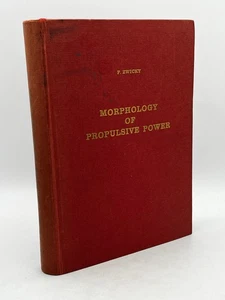 F. ZWICKY
MORPHOLOGY
OF
PROPULSIVE POWER